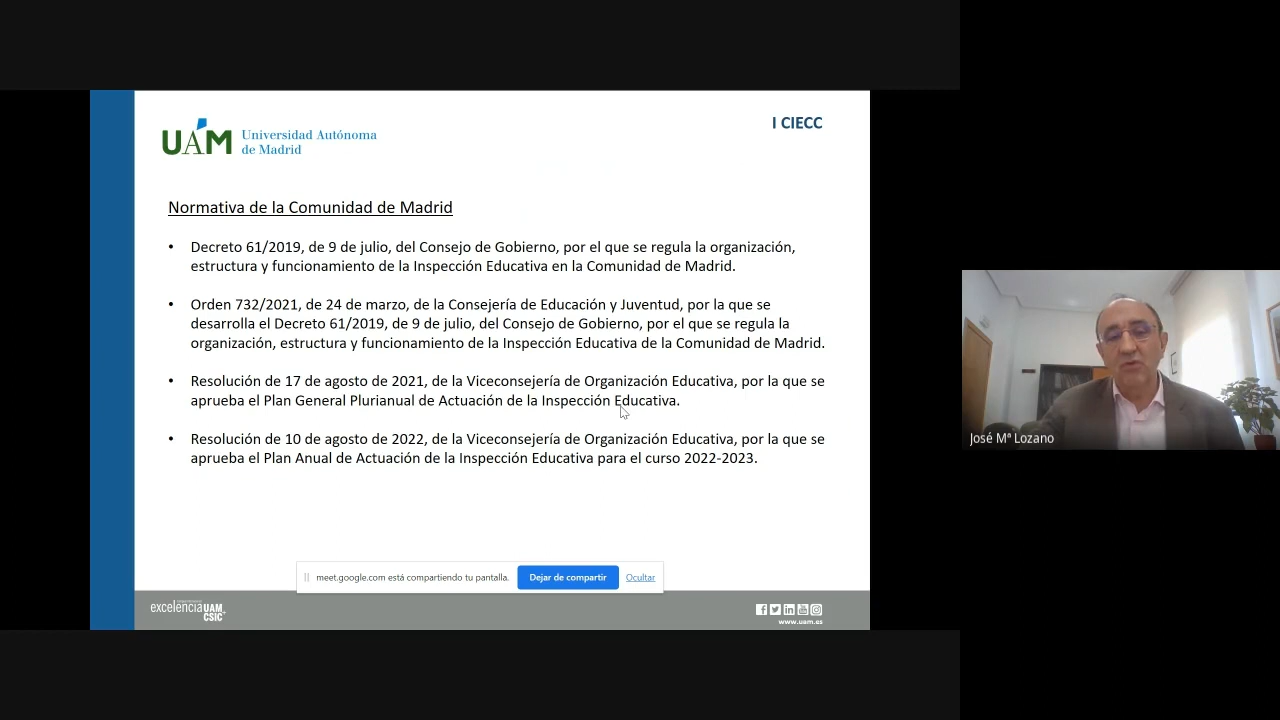 UAM Universidad Autónoma
de Madrid
I CIECC
Normativa de la Comunidad de Madrid
• Decreto 61/2019, de 9 de julio, del Consejo de Gobierno, por el que se regula la organización,
estructura y funcionamiento de la Inspección Educativa en la Comunidad de Madrid.
• Orden 732/2021, de 24 de marzo, de la Consejería de Educación y Juventud, por la que se
desarrolla el Decreto 61/2019, de 9 de julio, del Consejo de Gobierno, por el que se regula la
organización, estructura y funcionamiento de la Inspección Educativa de la Comunidad de Madrid.
• Resolución de 17 de agosto de 2021, de la Viceconsejería de Organización Educativa, por la que se
aprueba el Plan General Plurianual de Actuación de la Inspección Educativa.
• Resolución de 10 de agosto de 2022, de la Viceconsejería de Organización Educativa, por la que se
aprueba el Plan Anual de Actuación de la Inspección Educativa para el curso 2022-2023.
José Mª Lozano
meet.google.com está compartiendo tu pantalla. Dejar de compartir Ocultar
excelencia UAM
CSIC+
www.uam.es